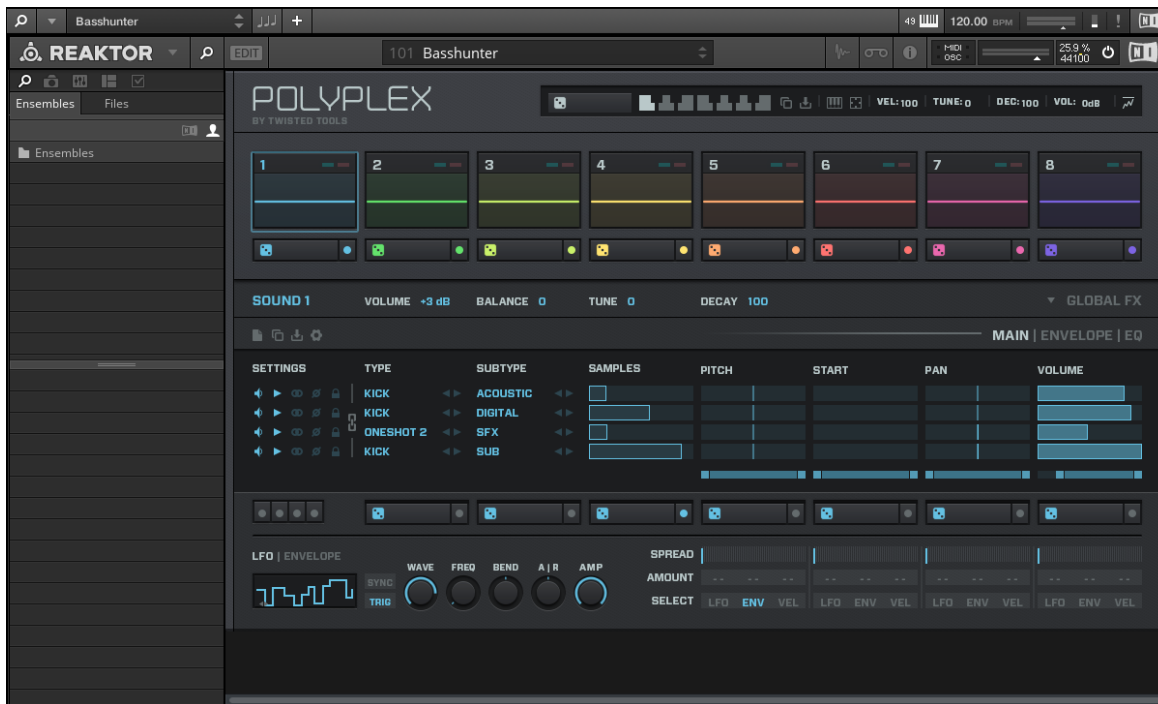 Basshunter 49 120.00 BPM
REAKTOR EDIT 101 Basshunter MIDI OSC 25.9 % 44100
Ensembles Files
Ensembles
POLYPLEX
BY TWISTED TOOLS
VEL: 100 TUNE: 0 DEC: 100 VOL: 0dB
1 2 3 4 5 6 7 8
SOUND 1 VOLUME +3 dB BALANCE 0 TUNE 0 DECAY 100 GLOBAL FX
MAIN | ENVELOPE | EQ
SETTINGS TYPE SUBTYPE SAMPLES PITCH START PAN VOLUME
KICK ACOUSTIC
KICK DIGITAL
ONESHOT 2 SFX
KICK SUB
LFO | ENVELOPE
WAVE FREQ BEND A | R AMP
SYNC
TRIG
SPREAD
AMOUNT -- -- -- -- -- -- -- -- -- -- -- --
SELECT LFO ENV VEL LFO ENV VEL LFO ENV VEL LFO ENV VEL